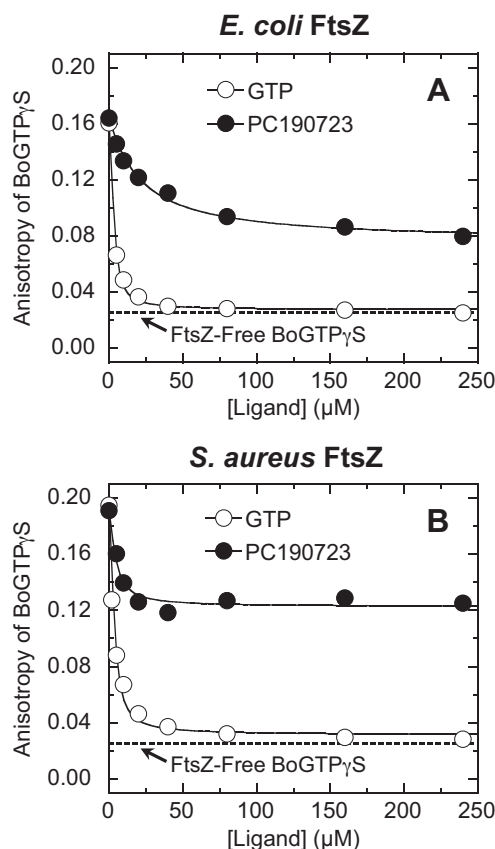 E. coli FtsZ
A
GTP
PC190723
Anisotropy of BoGTPγS
0.20
0.16
0.12
0.08
0.04
0.00
FtsZ-Free BoGTPγS
0 50 100 150 200 250
[Ligand] (µM)
S. aureus FtsZ
B
GTP
PC190723
Anisotropy of BoGTPγS
0.20
0.16
0.12
0.08
0.04
0.00
FtsZ-Free BoGTPγS
0 50 100 150 200 250
[Ligand] (µM)